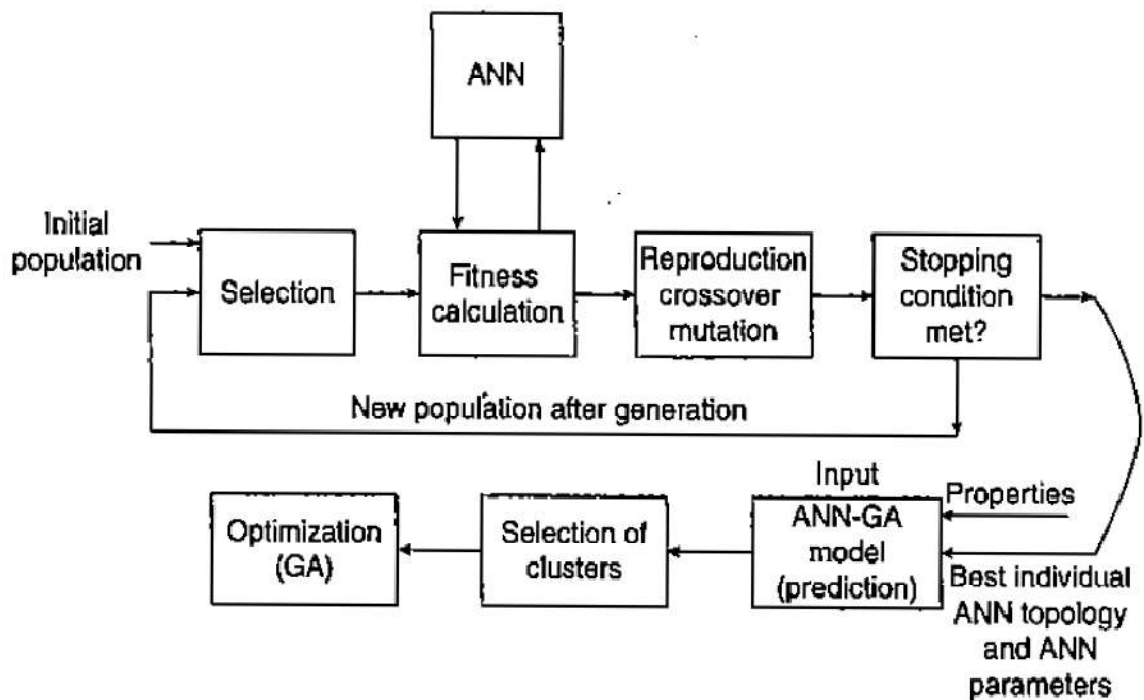 ANN
Initial
population
Selection
Fitness
calculation
Reproduction
crossover
mutation
Stopping
condition
met?
New population after generation
Input
Properties
Optimization
(GA)
Selection of
clusters
ANN-GA
model
(prediction)
Best individual
ANN topology
and ANN
parameters